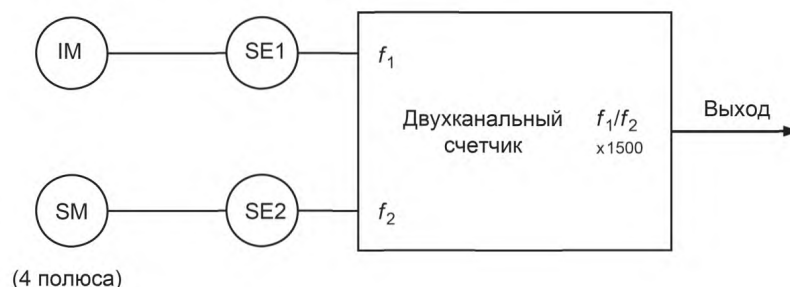 IM
SE1
f1
Двухканальный
счетчик
f1/f2
x1500
Выход
SM
SE2
f2
(4 полюса)